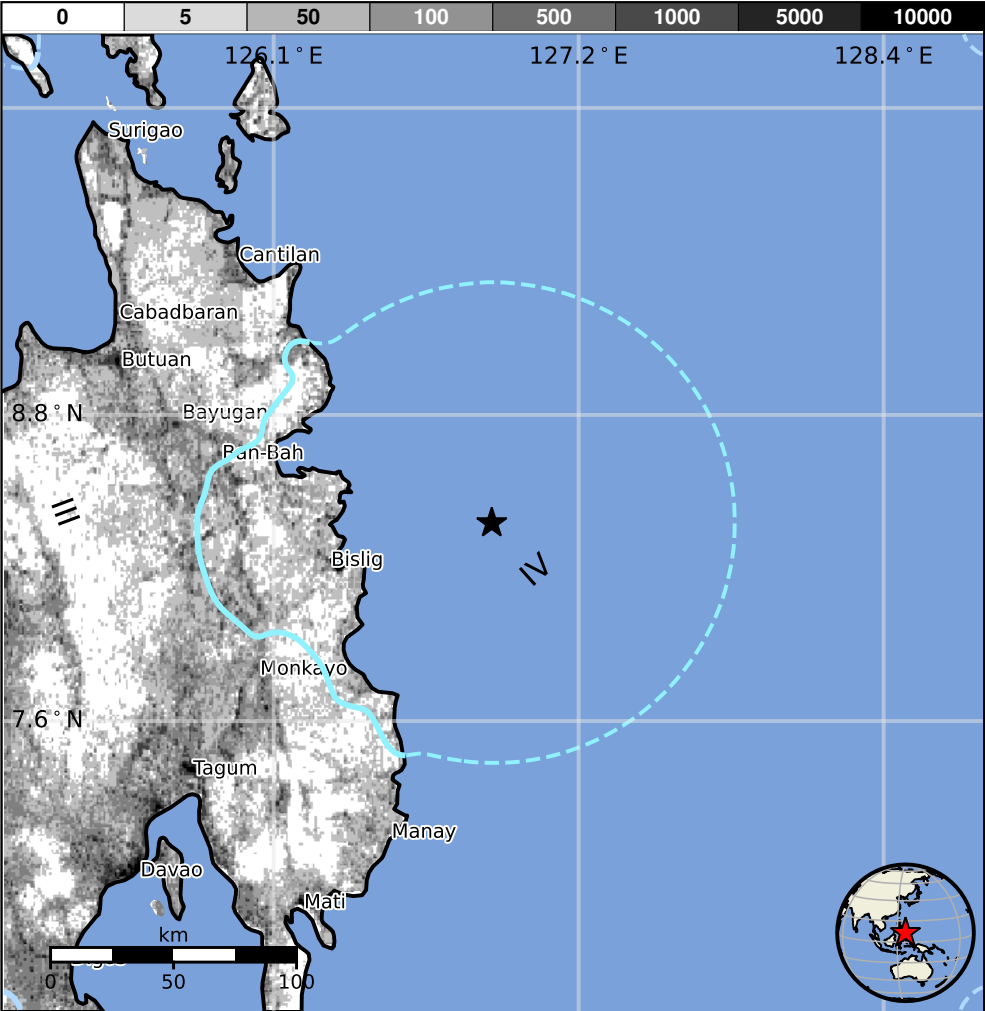 0 5 50 100 500 1000 5000 10000
126.1°E 127.2°E 128.4°E
Surigao
Cantilan
Cabadbaran
Butuan
Bayugan
8.8°N
Bah-Bah
III
Bislig
IV
Monkayo
7.6°N
Tagum
Manay
Davao
Mati
km
0 50 100